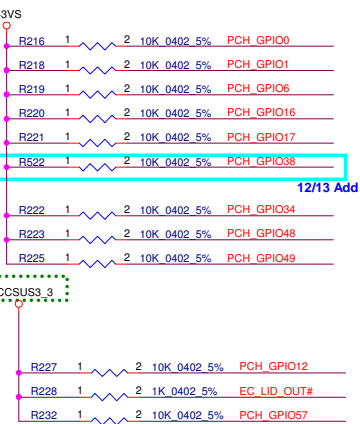 3VS
R216 1 2 10K_0402_5% PCH_GPIO0
R218 1 2 10K_0402_5% PCH_GPIO1
R219 1 2 10K_0402_5% PCH_GPIO6
R220 1 2 10K_0402_5% PCH_GPIO16
R221 1 2 10K_0402_5% PCH_GPIO17
R522 1 2 10K_0402_5% PCH_GPIO38
12/13 Add
R222 1 2 10K_0402_5% PCH_GPIO34
R223 1 2 10K_0402_5% PCH_GPIO48
R225 1 2 10K_0402_5% PCH_GPIO49
CCSUS3_3
R227 1 2 10K_0402_5% PCH_GPIO12
R228 1 2 1K_0402_5% EC_LID_OUT#
R232 1 2 10K_0402_5% PCH_GPIO57